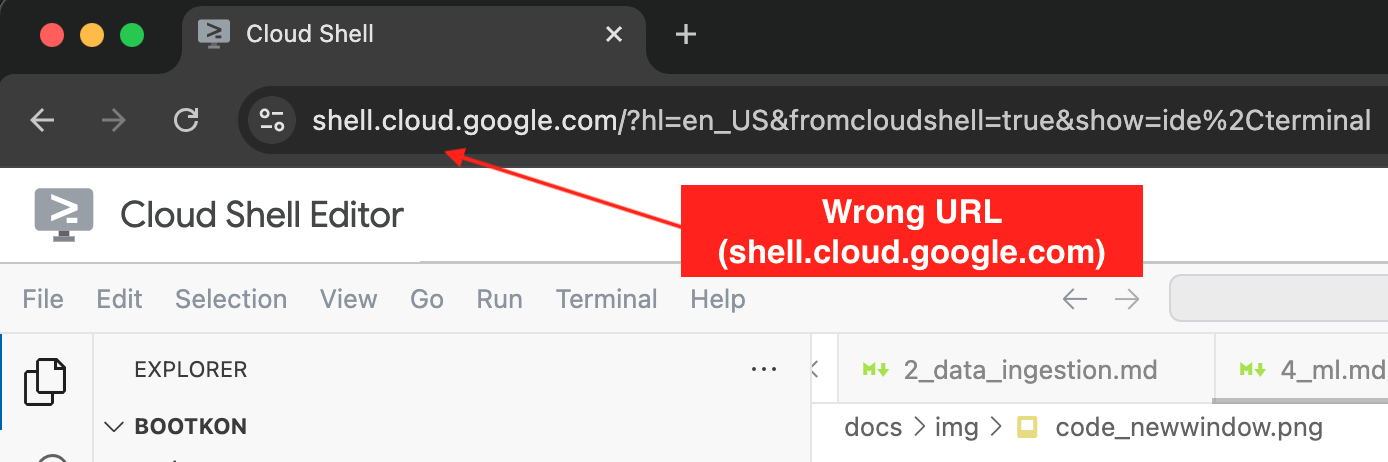 Cloud Shell
shell.cloud.google.com/?hl=en_US&fromcloudshell=true&show=ide%2Cterminal
Cloud Shell Editor
Wrong URL
(shell.cloud.google.com)
File Edit Selection View Go Run Terminal Help
EXPLORER
2_data_ingestion.md
4_ml.md
BOOTKON
docs > img > code_newwindow.png